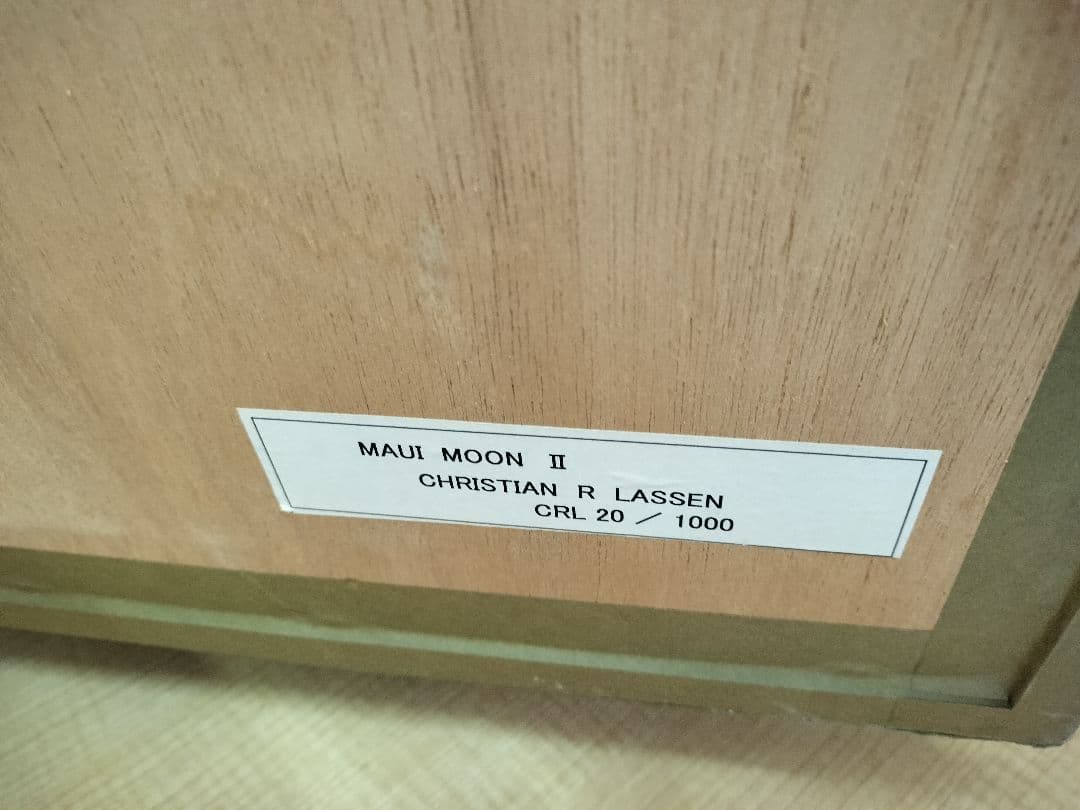 MAUI MOON Ⅱ
CHRISTIAN R LASSEN
CRL 20 ／ 1000